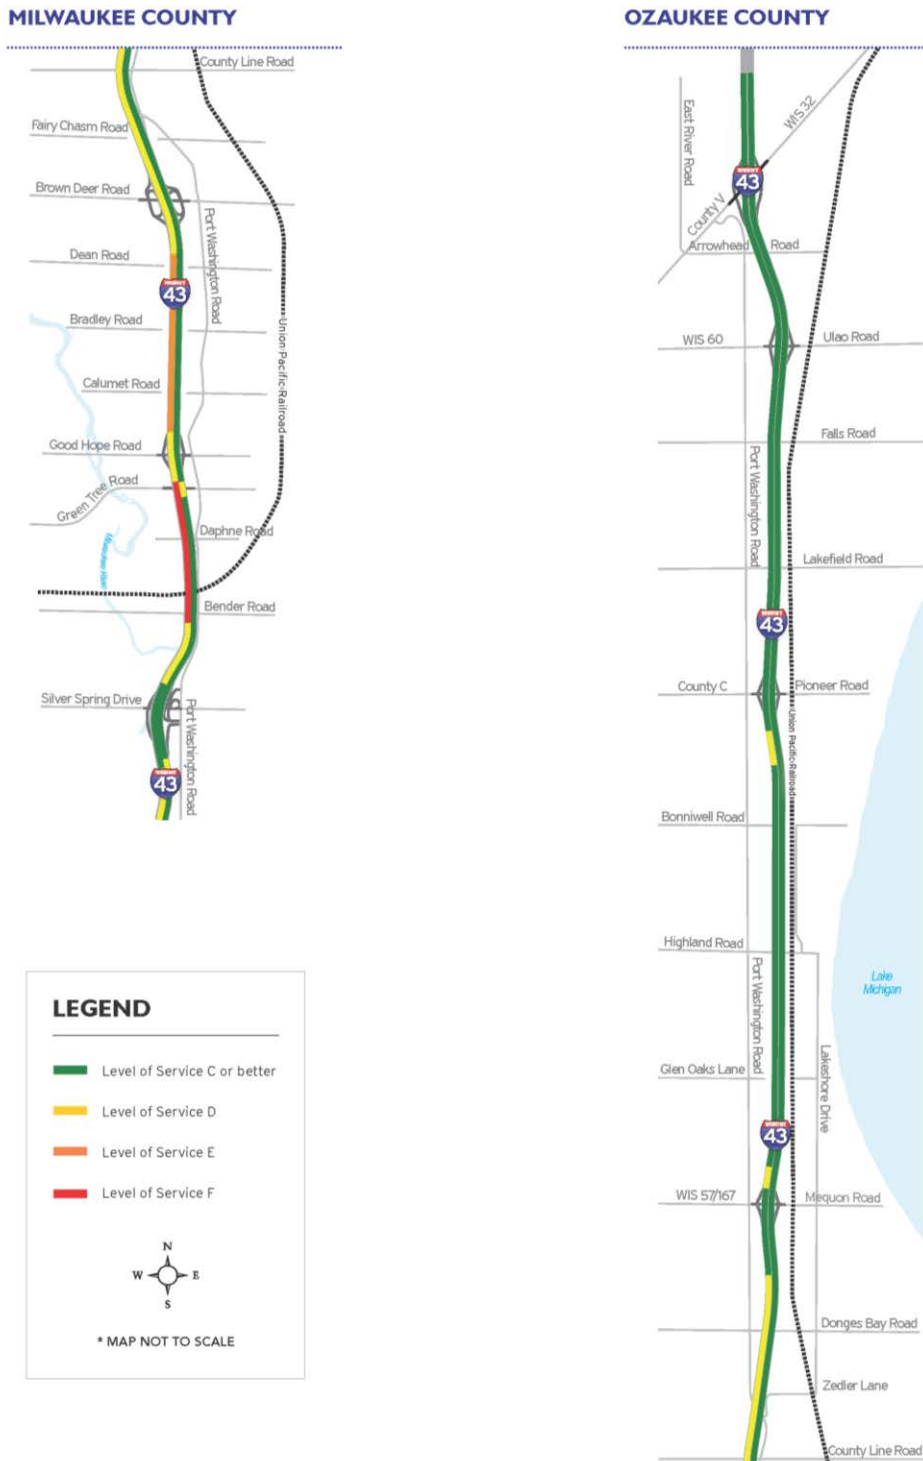 MILWAUKEE COUNTY
County Line Road
Fairy Chasm Road
Brown Deer Road
Port Washington Road
Dean Road
43
Bradley Road
Union Pacific Railroad
Calumet Road
Good Hope Road
Green Tree Road
Daphne Road
Milwaukee River
Bender Road
Silver Spring Drive
Port Washington Road
43
LEGEND
Level of Service C or better
Level of Service D
Level of Service E
Level of Service F
N
W E
S
* MAP NOT TO SCALE
OZAUKEE COUNTY
East River Road
WIS 32
43
County V
Arrowhead Road
WIS 60
Ulao Road
Falls Road
Port Washington Road
Lakefield Road
43
County C
Pioneer Road
Union Pacific Railroad
Bonniwell Road
Highland Road
Port Washington Road
Lake
Michigan
Glen Oaks Lane
Lakeshore Drive
43
WIS 57/167
Mequon Road
Donges Bay Road
Zedler Lane
County Line Road